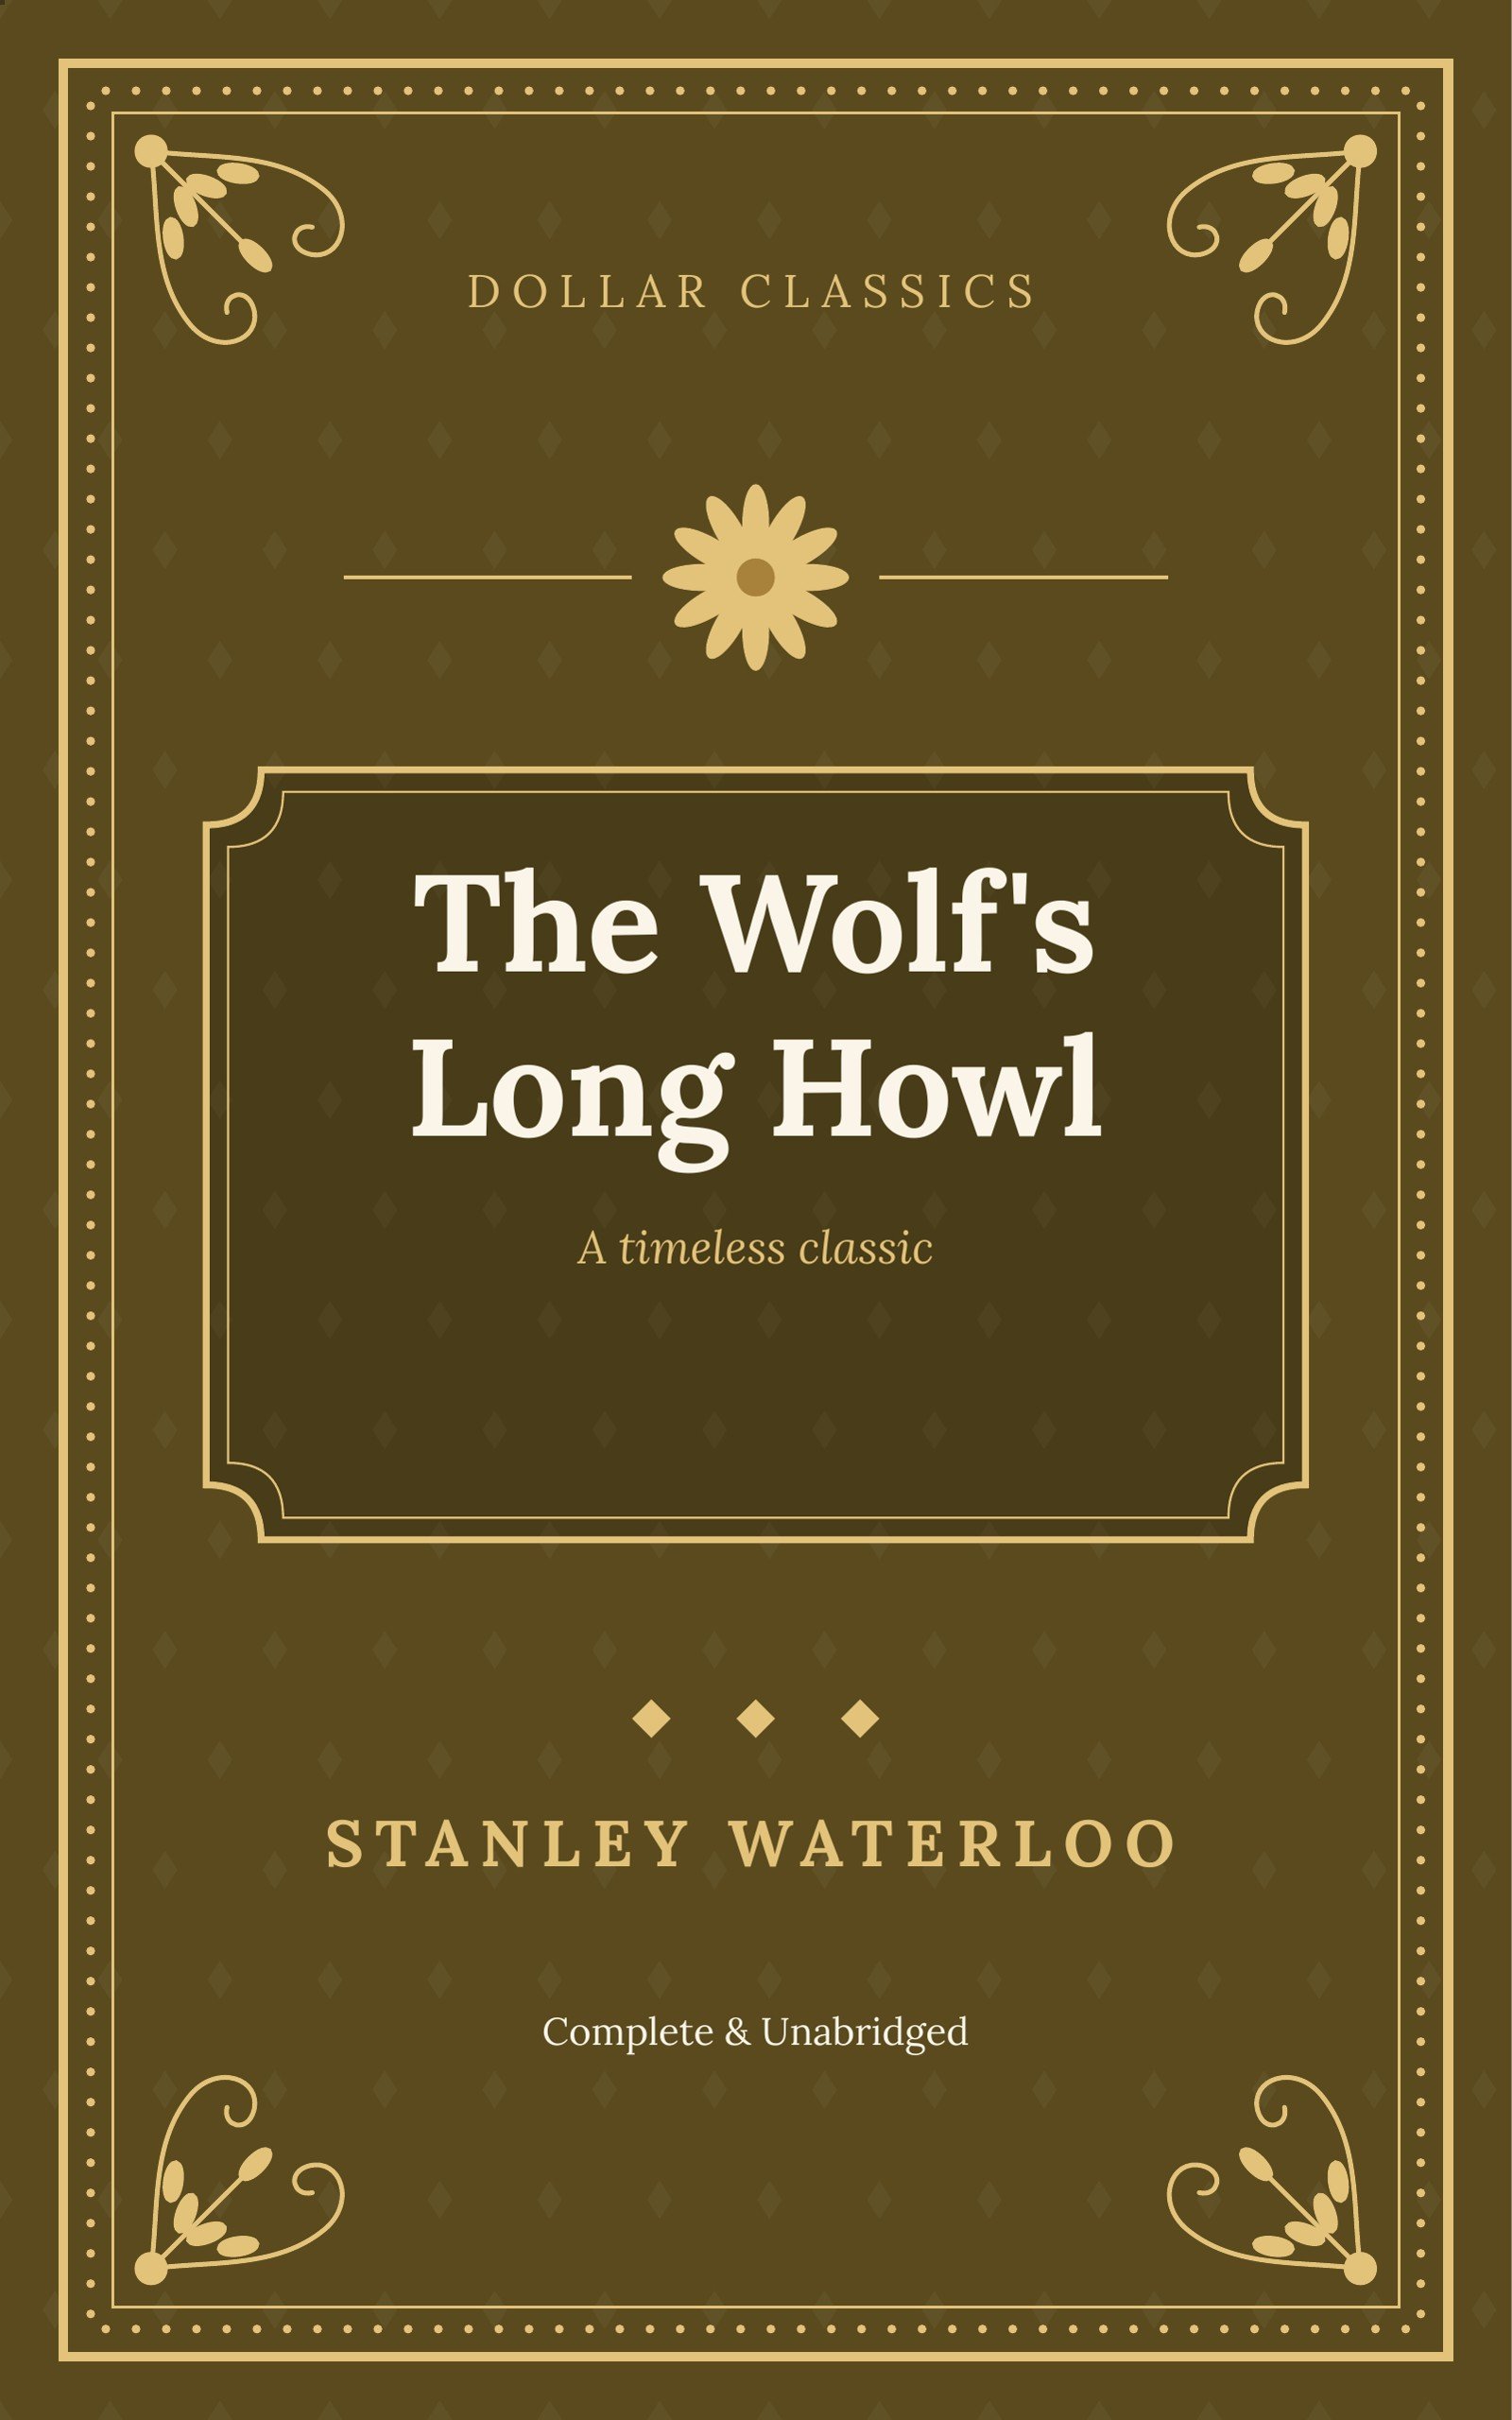 DOLLAR CLASSICS
The Wolf's
Long Howl
A timeless classic
STANLEY WATERLOO
Complete & Unabridged